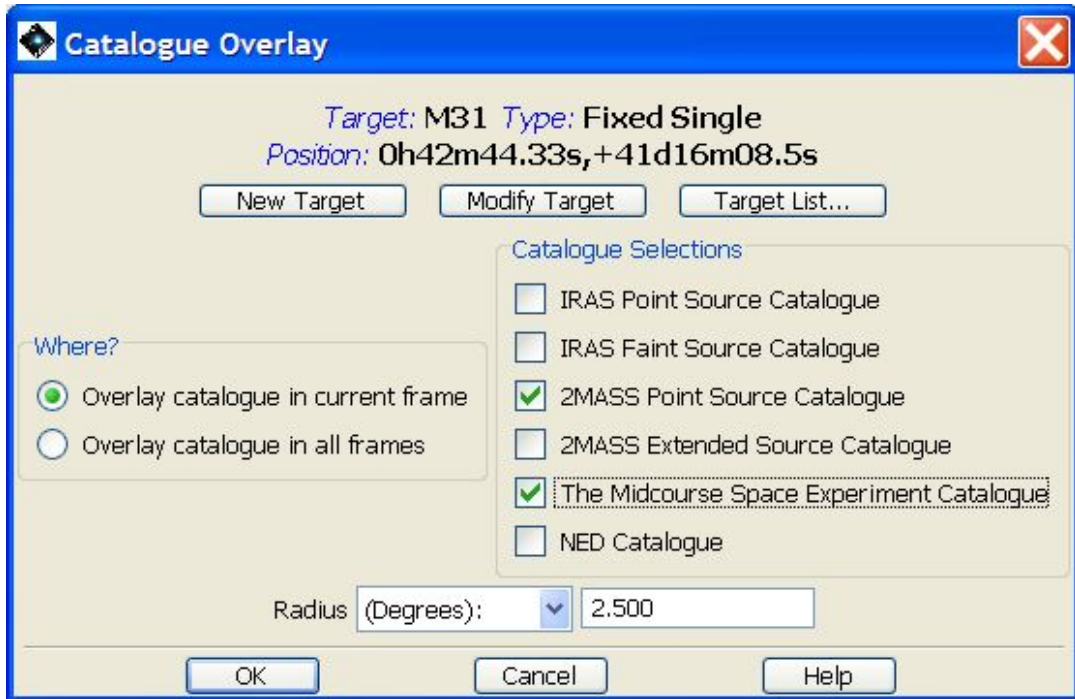 Catalogue Overlay
Target: M31 Type: Fixed Single
Position: 0h42m44.33s,+41d16m08.5s
New Target
Modify Target
Target List...
Where?
Overlay catalogue in current frame
Overlay catalogue in all frames
Catalogue Selections
IRAS Point Source Catalogue
IRAS Faint Source Catalogue
2MASS Point Source Catalogue
2MASS Extended Source Catalogue
The Midcourse Space Experiment Catalogue
NED Catalogue
Radius (Degrees): 2.500
OK
Cancel
Help